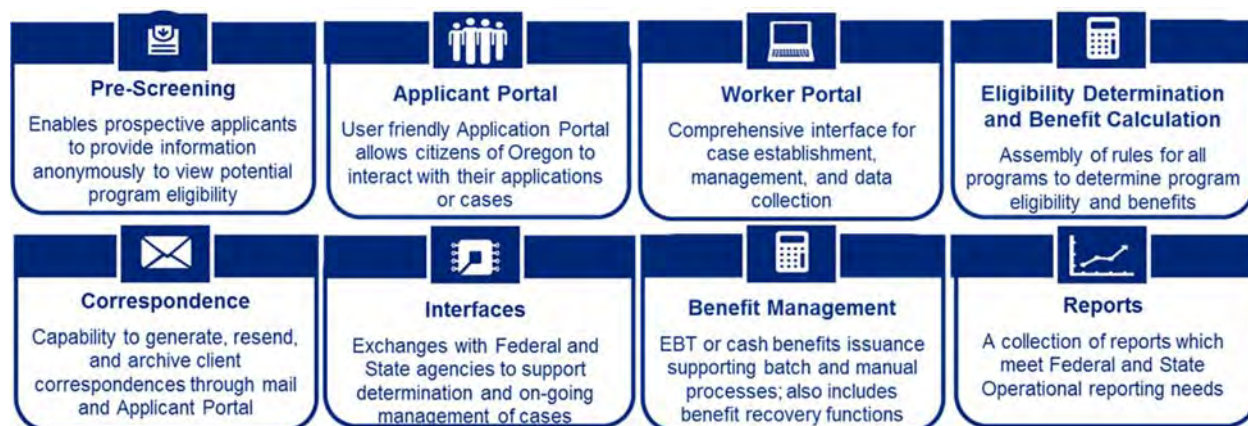 Pre-Screening
Enables prospective applicants
to provide information
anonymously to view potential
program eligibility
Applicant Portal
User friendly Application Portal
allows citizens of Oregon to
interact with their applications
or cases
Worker Portal
Comprehensive interface for
case establishment,
management, and data
collection
Eligibility Determination
and Benefit Calculation
Assembly of rules for all
programs to determine program
eligibility and benefits
Correspondence
Capability to generate, resend,
and archive client
correspondences through mail
and Applicant Portal
Interfaces
Exchanges with Federal and
State agencies to support
determination and on-going
management of cases
Benefit Management
EBT or cash benefits issuance
supporting batch and manual
processes; also includes
benefit recovery functions
Reports
A collection of reports which
meet Federal and State
Operational reporting needs